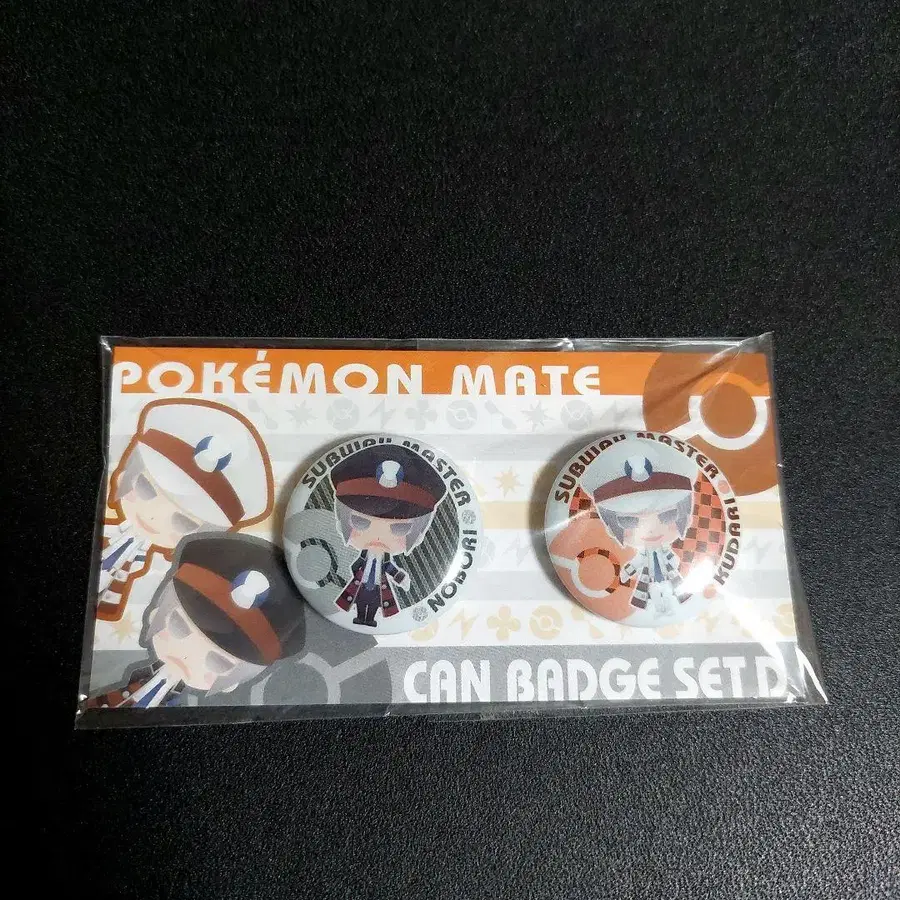 POKÉMON MATE
SUBWAY MASTER
NOBORI
SUBWAY MASTER
KUDARI
CAN BADGE SET D